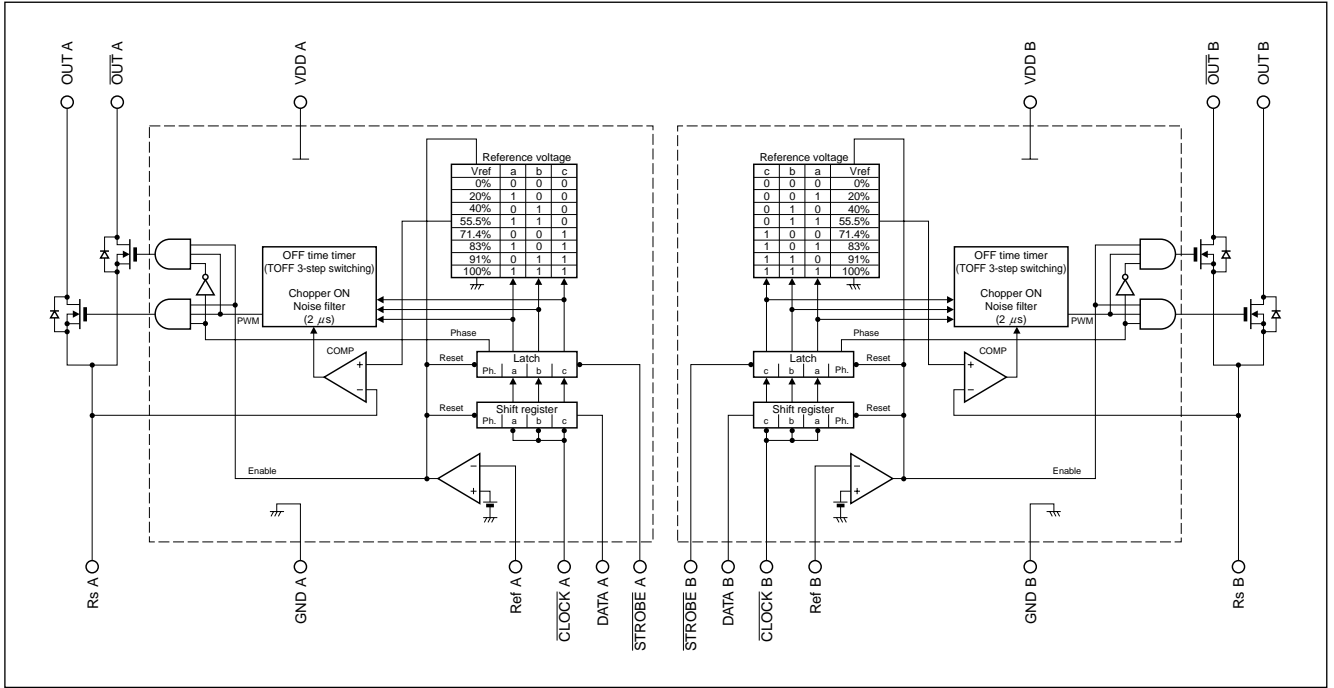 OUT A
OUT A
VDD A
VDD B
OUT B
OUT B
Reference voltage
Vref a b c
0% 0 0 0
20% 1 0 0
40% 0 1 0
55.5% 1 1 0
71.4% 0 0 1
83% 1 0 1
91% 0 1 1
100% 1 1 1
OFF time timer
(TOFF 3-step switching)
Chopper ON
Noise filter
(2 μs)
PWM
Phase
COMP
+
−
Reset
Latch
Ph. a b c
Reset
Shift register
Ph. a b c
Enable
−
+
Rs A
GND A
Ref A
CLOCK A
DATA A
STROBE A
Reference voltage
c b a Vref
0 0 0 0%
0 0 1 20%
0 1 0 40%
0 1 1 55.5%
1 0 0 71.4%
1 0 1 83%
1 1 0 91%
1 1 1 100%
OFF time timer
(TOFF 3-step switching)
Chopper ON
Noise filter
(2 μs)
PWM
Phase
COMP
+
−
Latch
c b a Ph.
Reset
Shift register
c b a Ph.
Reset
Enable
−
+
STROBE B
DATA B
CLOCK B
Ref B
GND B
Rs B